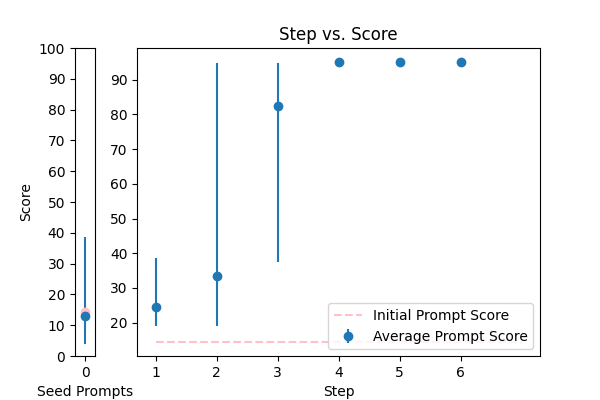 Step vs. Score
Score
100
90
80
70
60
50
40
30
20
10
0
0
Seed Prompts
90
80
70
60
50
40
30
20
1 2 3 4 5 6
Step
Initial Prompt Score
Average Prompt Score